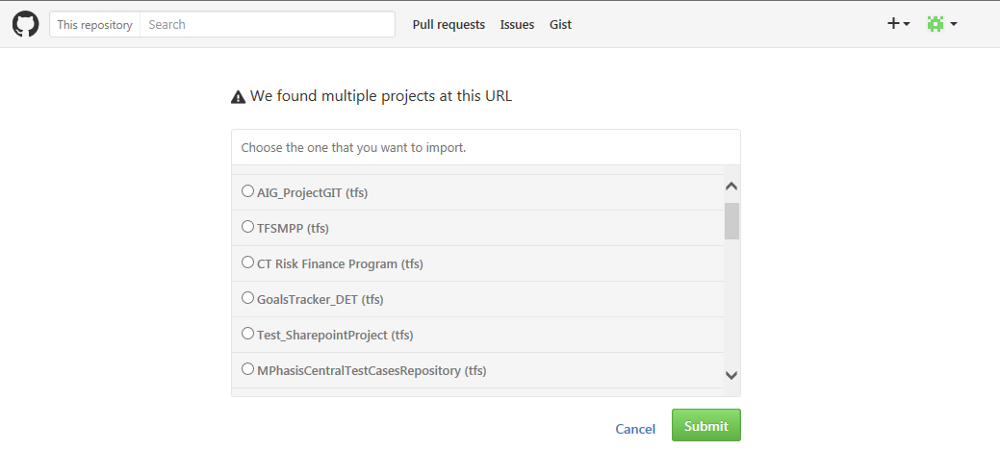 This repository Search Pull requests Issues Gist
We found multiple projects at this URL
Choose the one that you want to import.
AIG_ProjectGIT (tfs)
TFSMPP (tfs)
CT Risk Finance Program (tfs)
GoalsTracker_DET (tfs)
Test_SharepointProject (tfs)
MPhasisCentralTestCasesRepository (tfs)
Cancel Submit